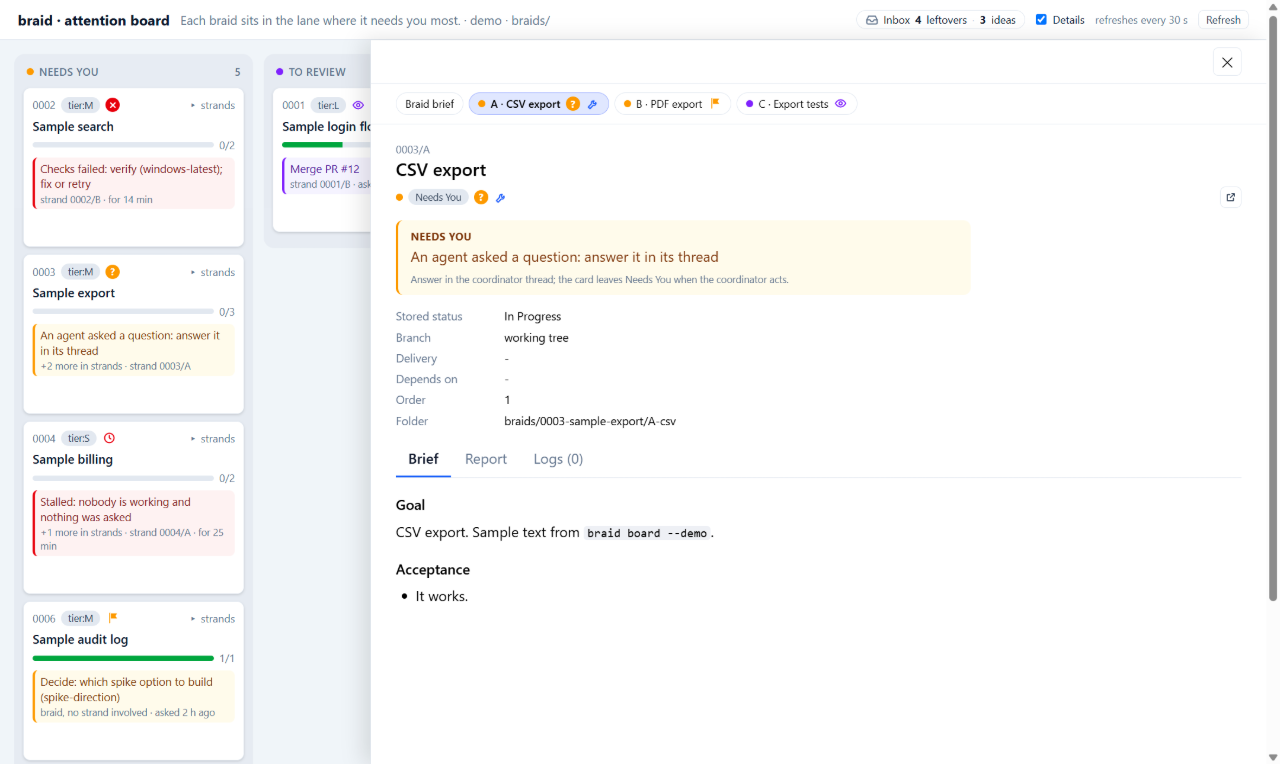 braid · attention board Each braid sits in the lane where it needs you most. · demo · braids/ Inbox 4 leftovers · 3 ideas Details refreshes every 30 s Refresh
NEEDS YOU 5
0002 tier:M ▸ strands
Sample search
0/2
Checks failed: verify (windows-latest);
fix or retry
strand 0002/B · for 14 min
0003 tier:M ? ▸ strands
Sample export
0/3
An agent asked a question: answer it
in its thread
+2 more in strands · strand 0003/A
0004 tier:S ▸ strands
Sample billing
0/2
Stalled: nobody is working and
nothing was asked
+1 more in strands · strand 0004/A · for 25
min
0006 tier:M ▸ strands
Sample audit log
1/1
Decide: which spike option to build
(spike-direction)
braid, no strand involved · asked 2 h ago
TO REVIEW
0001 tier:L
Sample login flo
Merge PR #12
strand 0001/B · ask
Braid brief A · CSV export ? B · PDF export C · Export tests
0003/A
CSV export
Needs You ?
NEEDS YOU
An agent asked a question: answer it in its thread
Answer in the coordinator thread; the card leaves Needs You when the coordinator acts.
Stored status In Progress
Branch working tree
Delivery -
Depends on -
Order 1
Folder braids/0003-sample-export/A-csv
Brief Report Logs (0)
Goal
CSV export. Sample text from braid board --demo.
Acceptance
• It works.